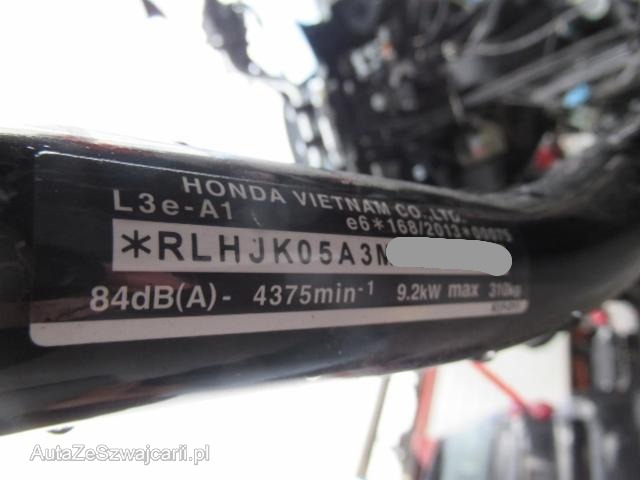 HONDA VIETNAM CO., LTD.
L3e-A1
e6*168/2013*00075
*RLHJK05A3M
84dB(A)- 4375min-1 9.2kW max 310kg
AutaZeSzwajcarii.pl